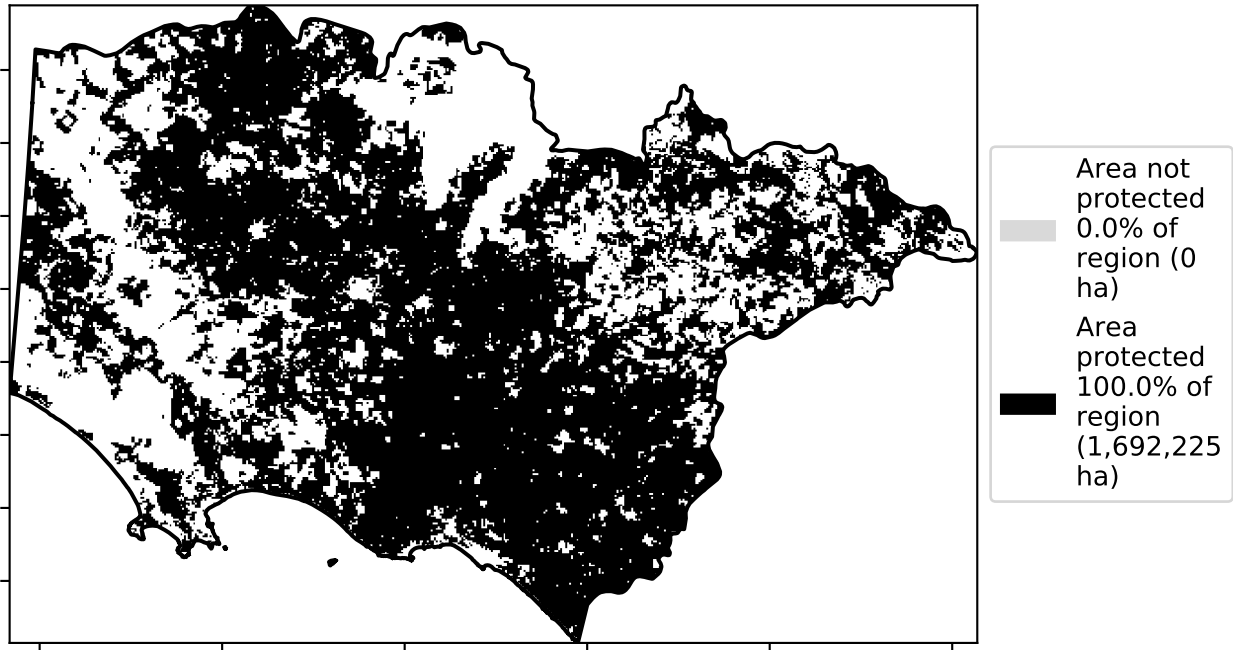 Area not
protected
0.0% of
region (0
ha)
Area
protected
100.0% of
region
(1,692,225
ha)